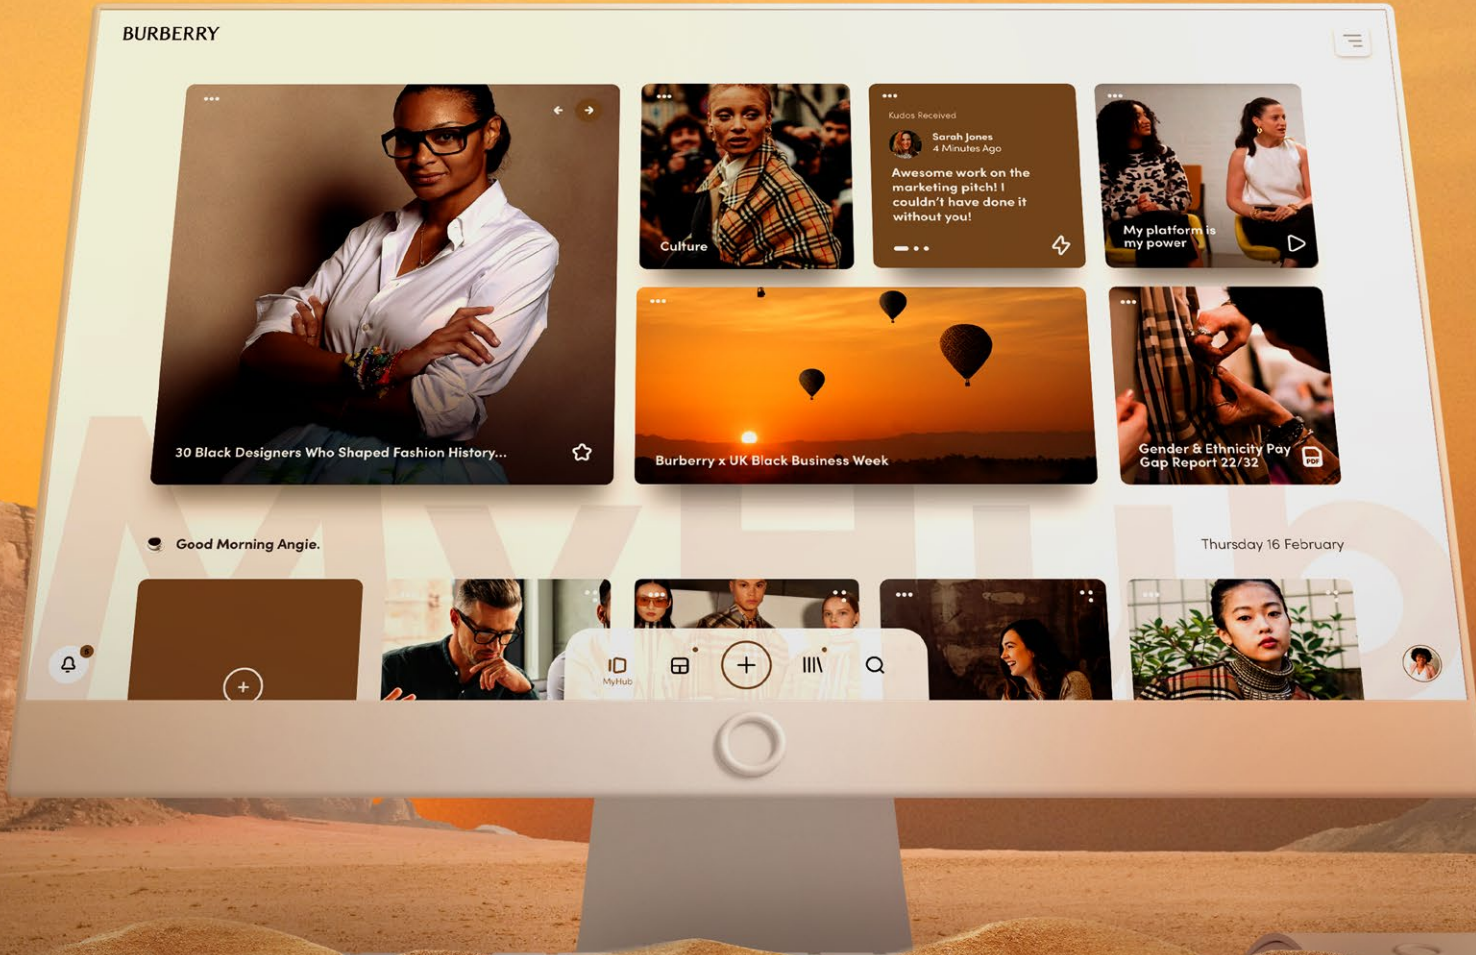 BURBERRY
Culture
Kudos Received
Sarah Jones
4 Minutes Ago
Awesome work on the
marketing pitch! I
couldn't have done it
without you!
My platform is
my power
30 Black Designers Who Shaped Fashion History...
Burberry x UK Black Business Week
Gender & Ethnicity Pay
Gap Report 22/32
PDF
MyHub
Good Morning Angie.
Thursday 16 February
MyHub